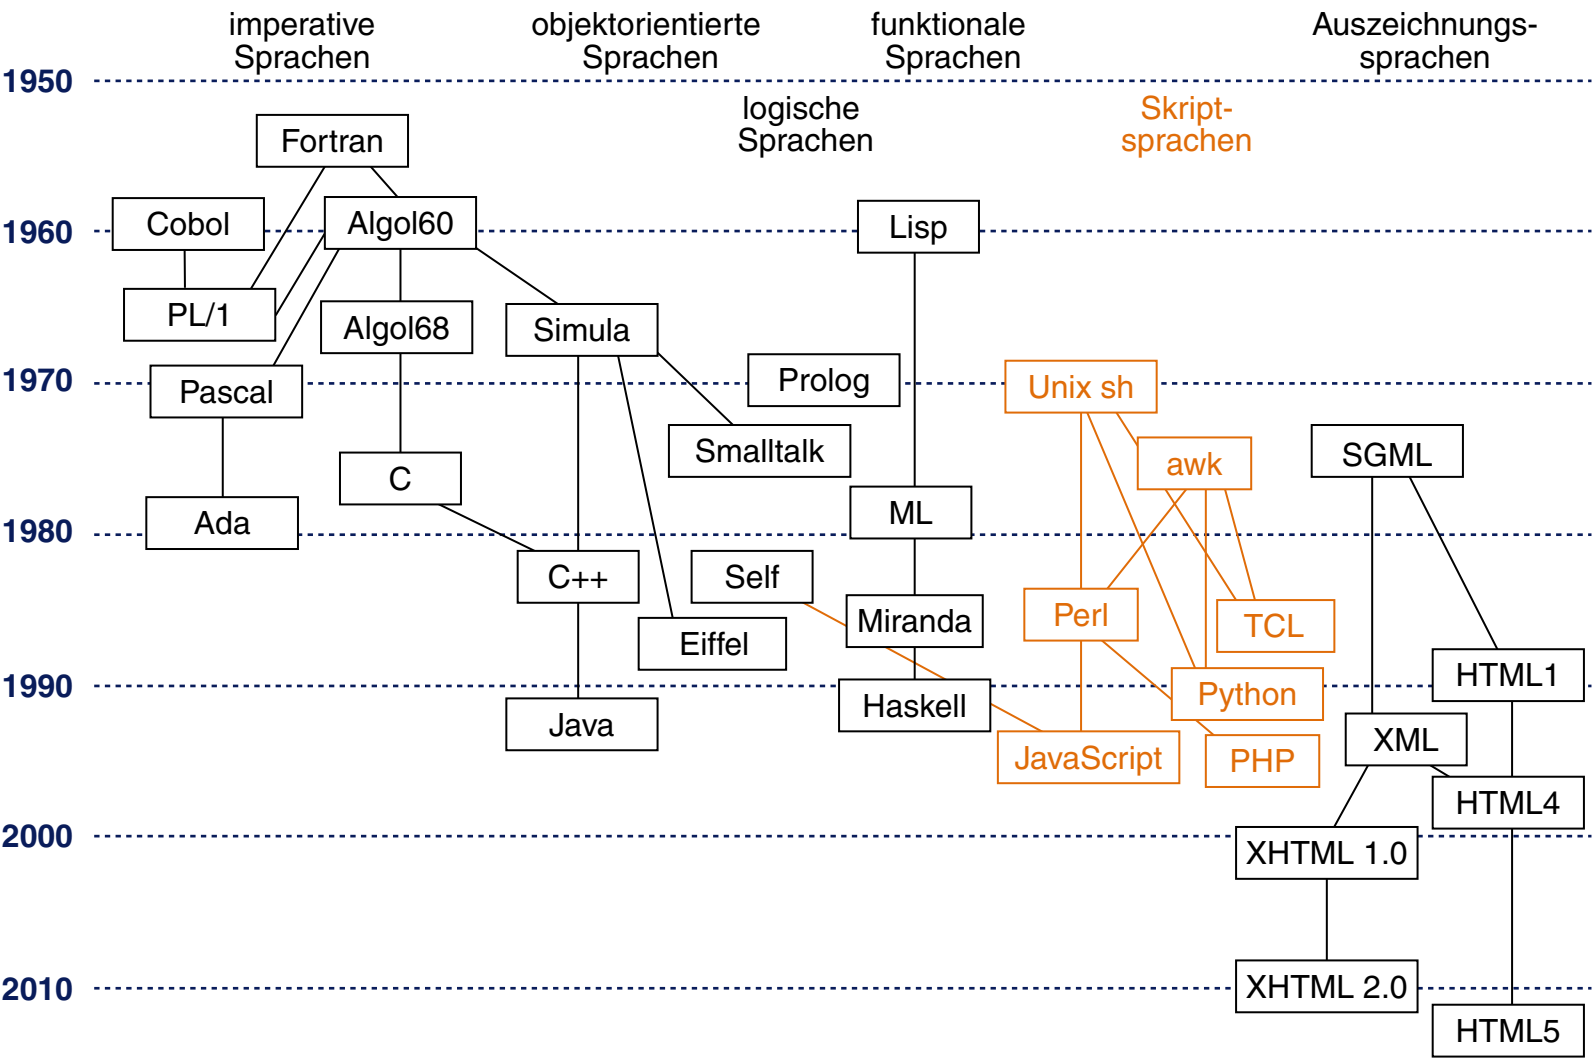 imperative
Sprachen
objektorientierte
Sprachen
funktionale
Sprachen
Auszeichnungs-
sprachen
1950
logische
Sprachen
Skript-
sprachen
Fortran
Cobol
Algol60
Lisp
1960
PL/1
Algol68
Simula
1970
Pascal
Prolog
Unix sh
Smalltalk
awk
SGML
C
ML
1980
Ada
C++
Self
Perl
Miranda
TCL
Eiffel
1990
HTML1
Python
Haskell
Java
XML
JavaScript
PHP
HTML4
2000
XHTML 1.0
2010
XHTML 2.0
HTML5